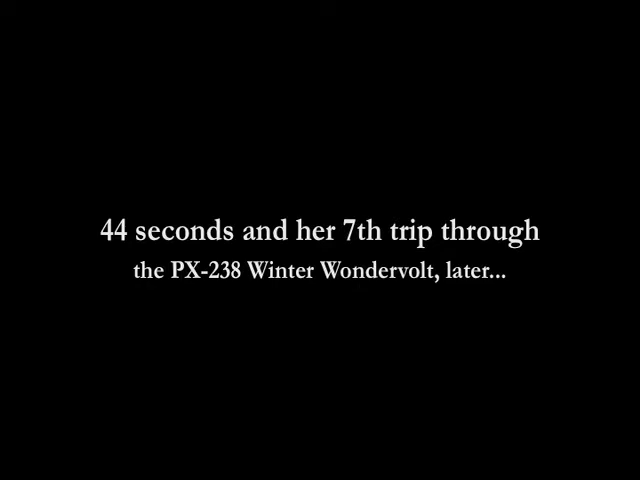 44 seconds and her 7th trip through
the PX-238 Winter Wondervolt, later...